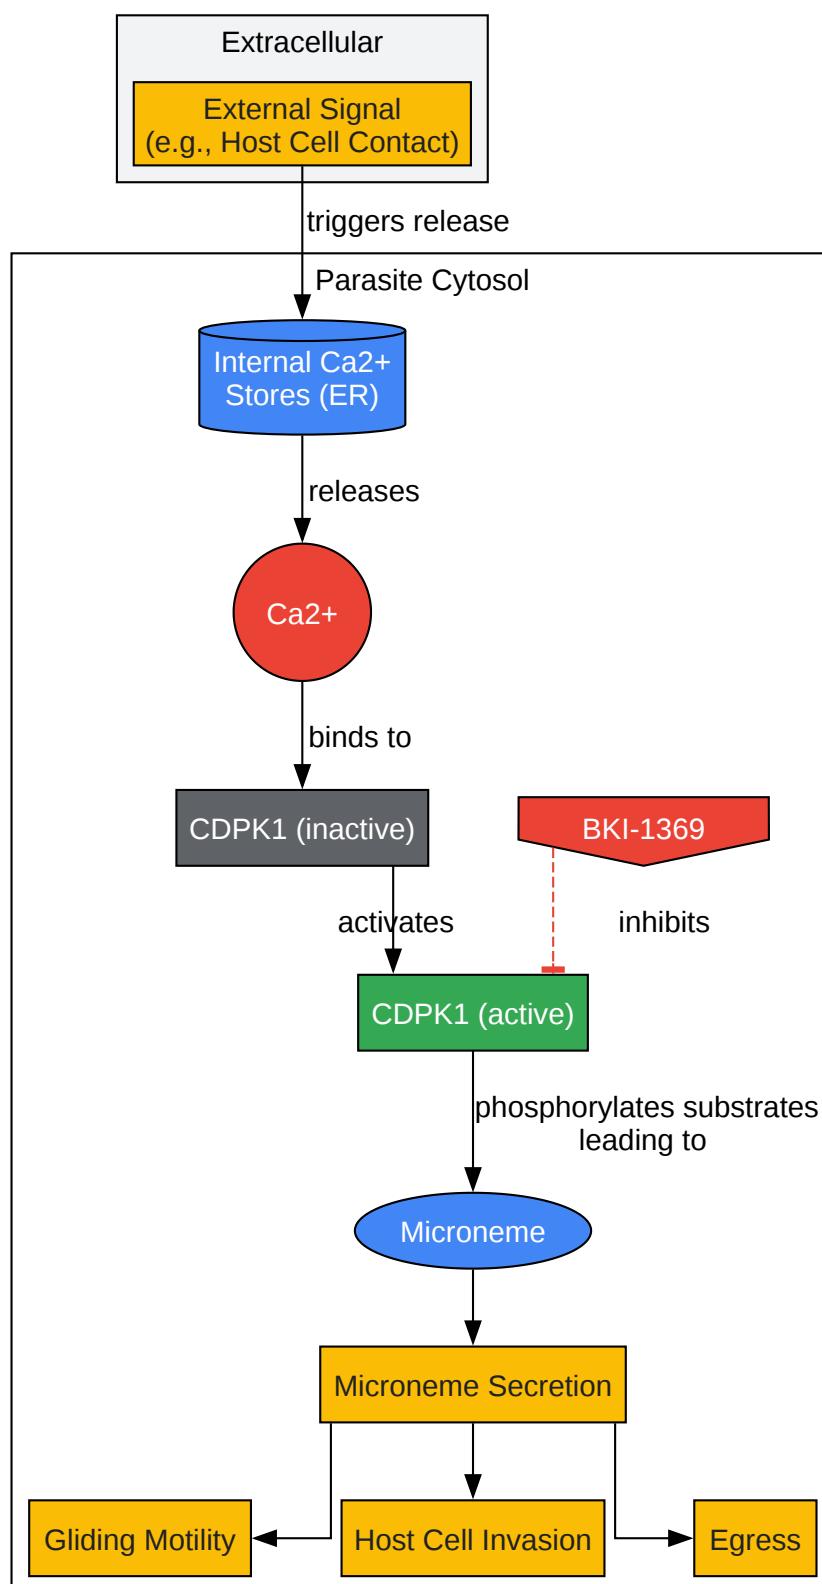 Extracellular
External Signal
(e.g., Host Cell Contact)
triggers release
Parasite Cytosol
Internal Ca2+
Stores (ER)
releases
Ca2+
binds to
CDPK1 (inactive)
BKI-1369
activates
inhibits
CDPK1 (active)
phosphorylates substrates
leading to
Microneme
Microneme Secretion
Gliding Motility
Host Cell Invasion
Egress